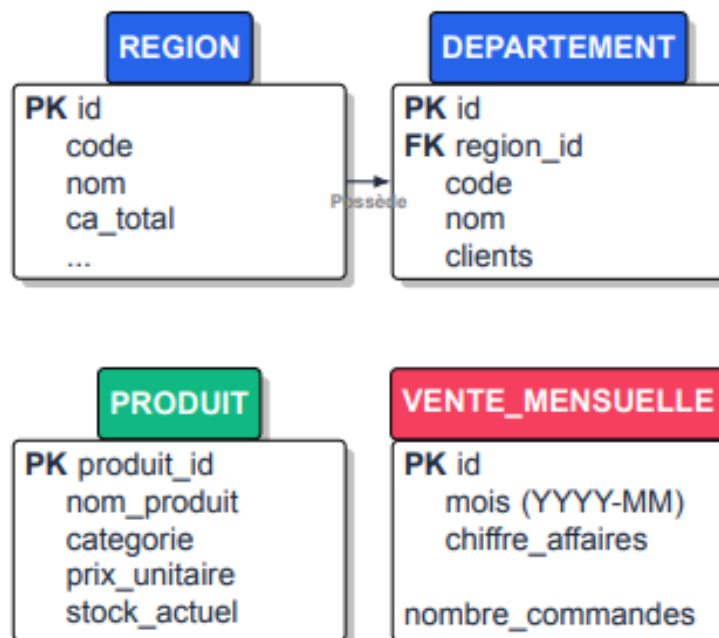 REGION
PK id
code
nom
ca_total
...
Possède
DEPARTEMENT
PK id
FK region_id
code
nom
clients
PRODUIT
PK produit_id
nom_produit
categorie
prix_unitaire
stock_actuel
VENTE_MENSUELLE
PK id
mois (YYYY-MM)
chiffre_affaires
nombre_commandes